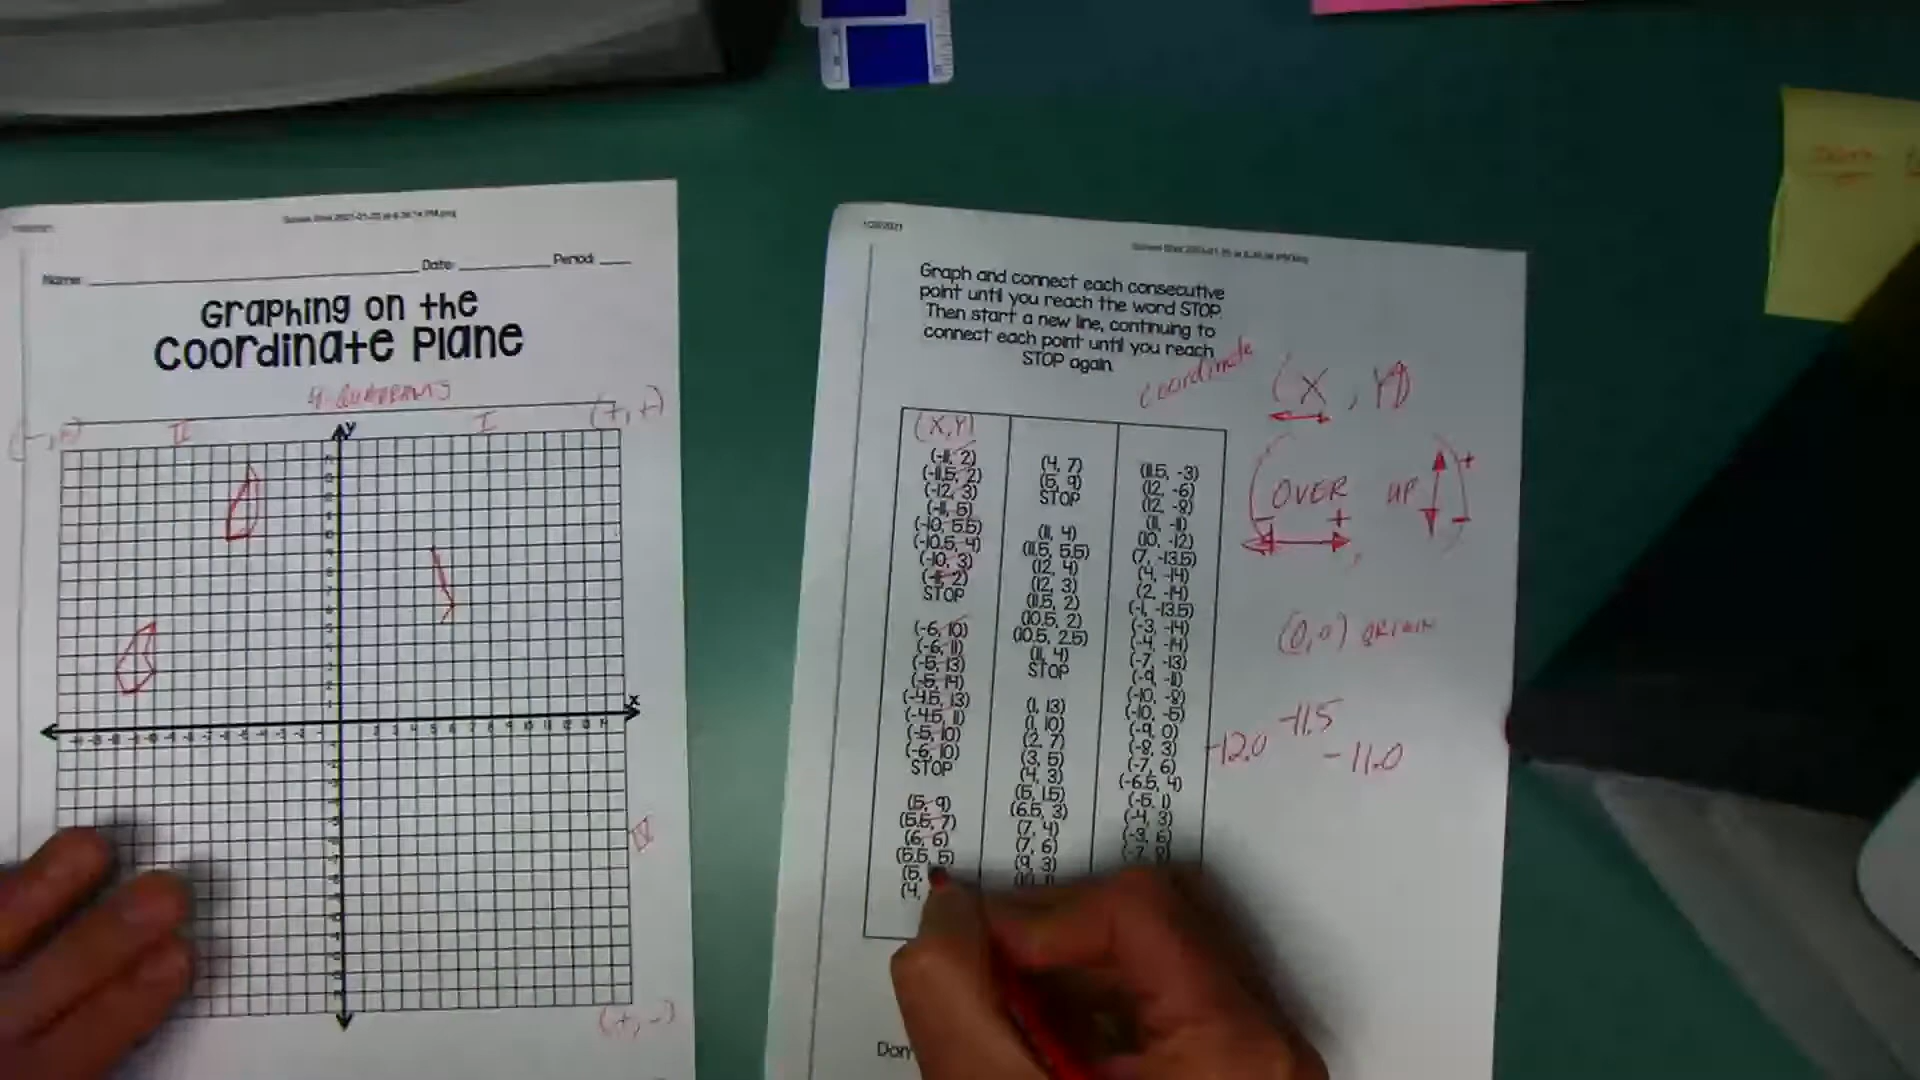 Name: Date: Period:
Graphing on the
Coordinate Plane
4 QUADRANTS
II
I
(+,+)
y
x
IV
(+,-)
1/26/2021
Graph and connect each consecutive
point until you reach the word STOP.
Then start a new line, continuing to
connect each point until you reach
STOP again.
coordinate
(X, Y)
(OVER UP)
+
-
- +
(0,0) ORIGIN
-12.0 -11.5 -11.0
(X,Y)
(-11, 2)
(-11.5, 2)
(-12, 3)
(-11, 5)
(-10, 5.5)
(-10.5, 4)
(-10, 3)
(-11, 2)
STOP
(-6, 10)
(-6, 11)
(-5, 13)
(-5, 14)
(-4.5, 13)
(-4.5, 11)
(-5, 10)
(-6, 10)
STOP
(5, 9)
(5.5, 7)
(6, 6)
(5.5, 5)
(5,
(4,
(4, 7)
(5, 9)
STOP
(11, 4)
(11.5, 5.5)
(12, 4)
(12, 3)
(11.5, 2)
(10.5, 2)
(10.5, 2.5)
(11, 4)
STOP
(1, 13)
(1, 10)
(2, 7)
(3, 5)
(4, 3)
(5, 1.5)
(6.5, 3)
(7, 4)
(7, 6)
(9, 3)
(11.5, -3)
(12, -6)
(12, -9)
(11, -11)
(10, -12)
(7, -13.5)
(4, -14)
(2, -14)
(-1, -13.5)
(-3, -14)
(-4, -14)
(-7, -13)
(-9, -11)
(-10, -8)
(-10, -5)
(-9, 0)
(-8, 3)
(-7, 6)
(-6.5, 4)
(-5, 1)
(-4, 3)